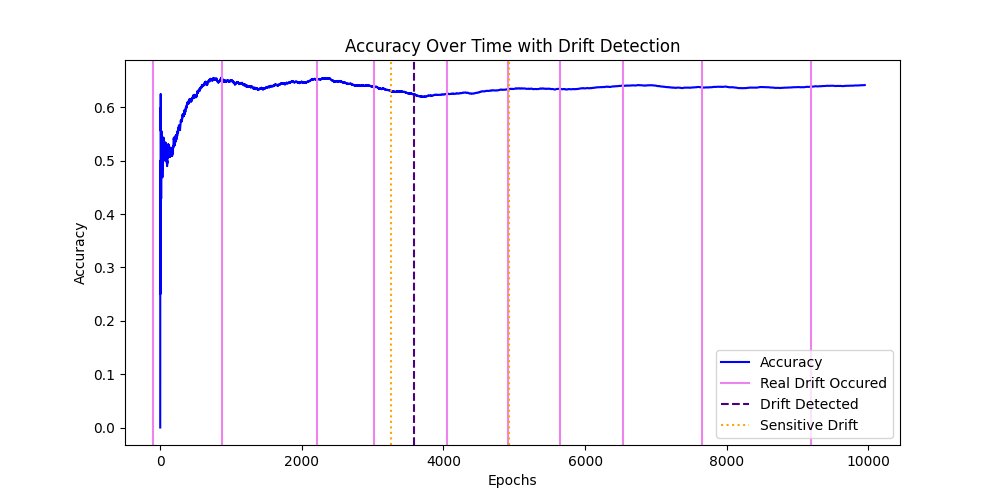 Accuracy Over Time with Drift Detection
Accuracy
0.6
0.5
0.4
0.3
0.2
0.1
0.0
0 2000 4000 6000 8000 10000
Epochs
Accuracy
Real Drift Occured
Drift Detected
Sensitive Drift